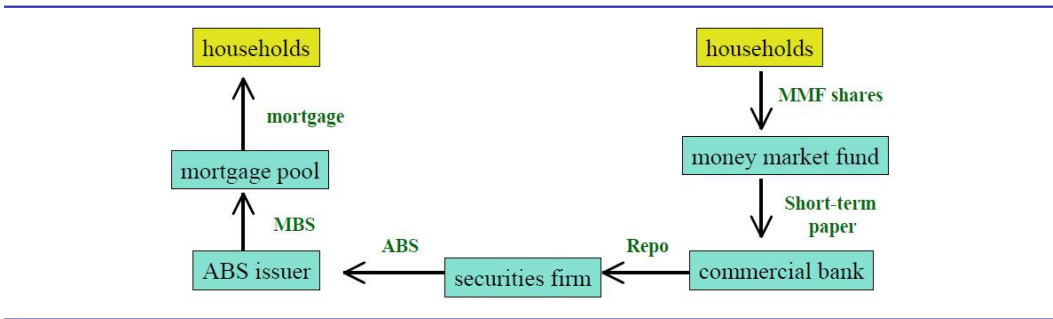 households
households
MMF shares
mortgage
money market fund
mortgage pool
Short-term
paper
MBS
ABS
Repo
ABS issuer
securities firm
commercial bank